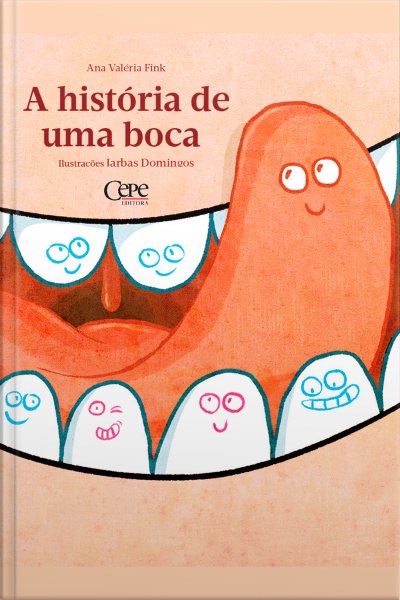 Ana Valéria Fink
A história de
uma boca
Ilustrações Iarbas Domingos
Cepe
EDITORA